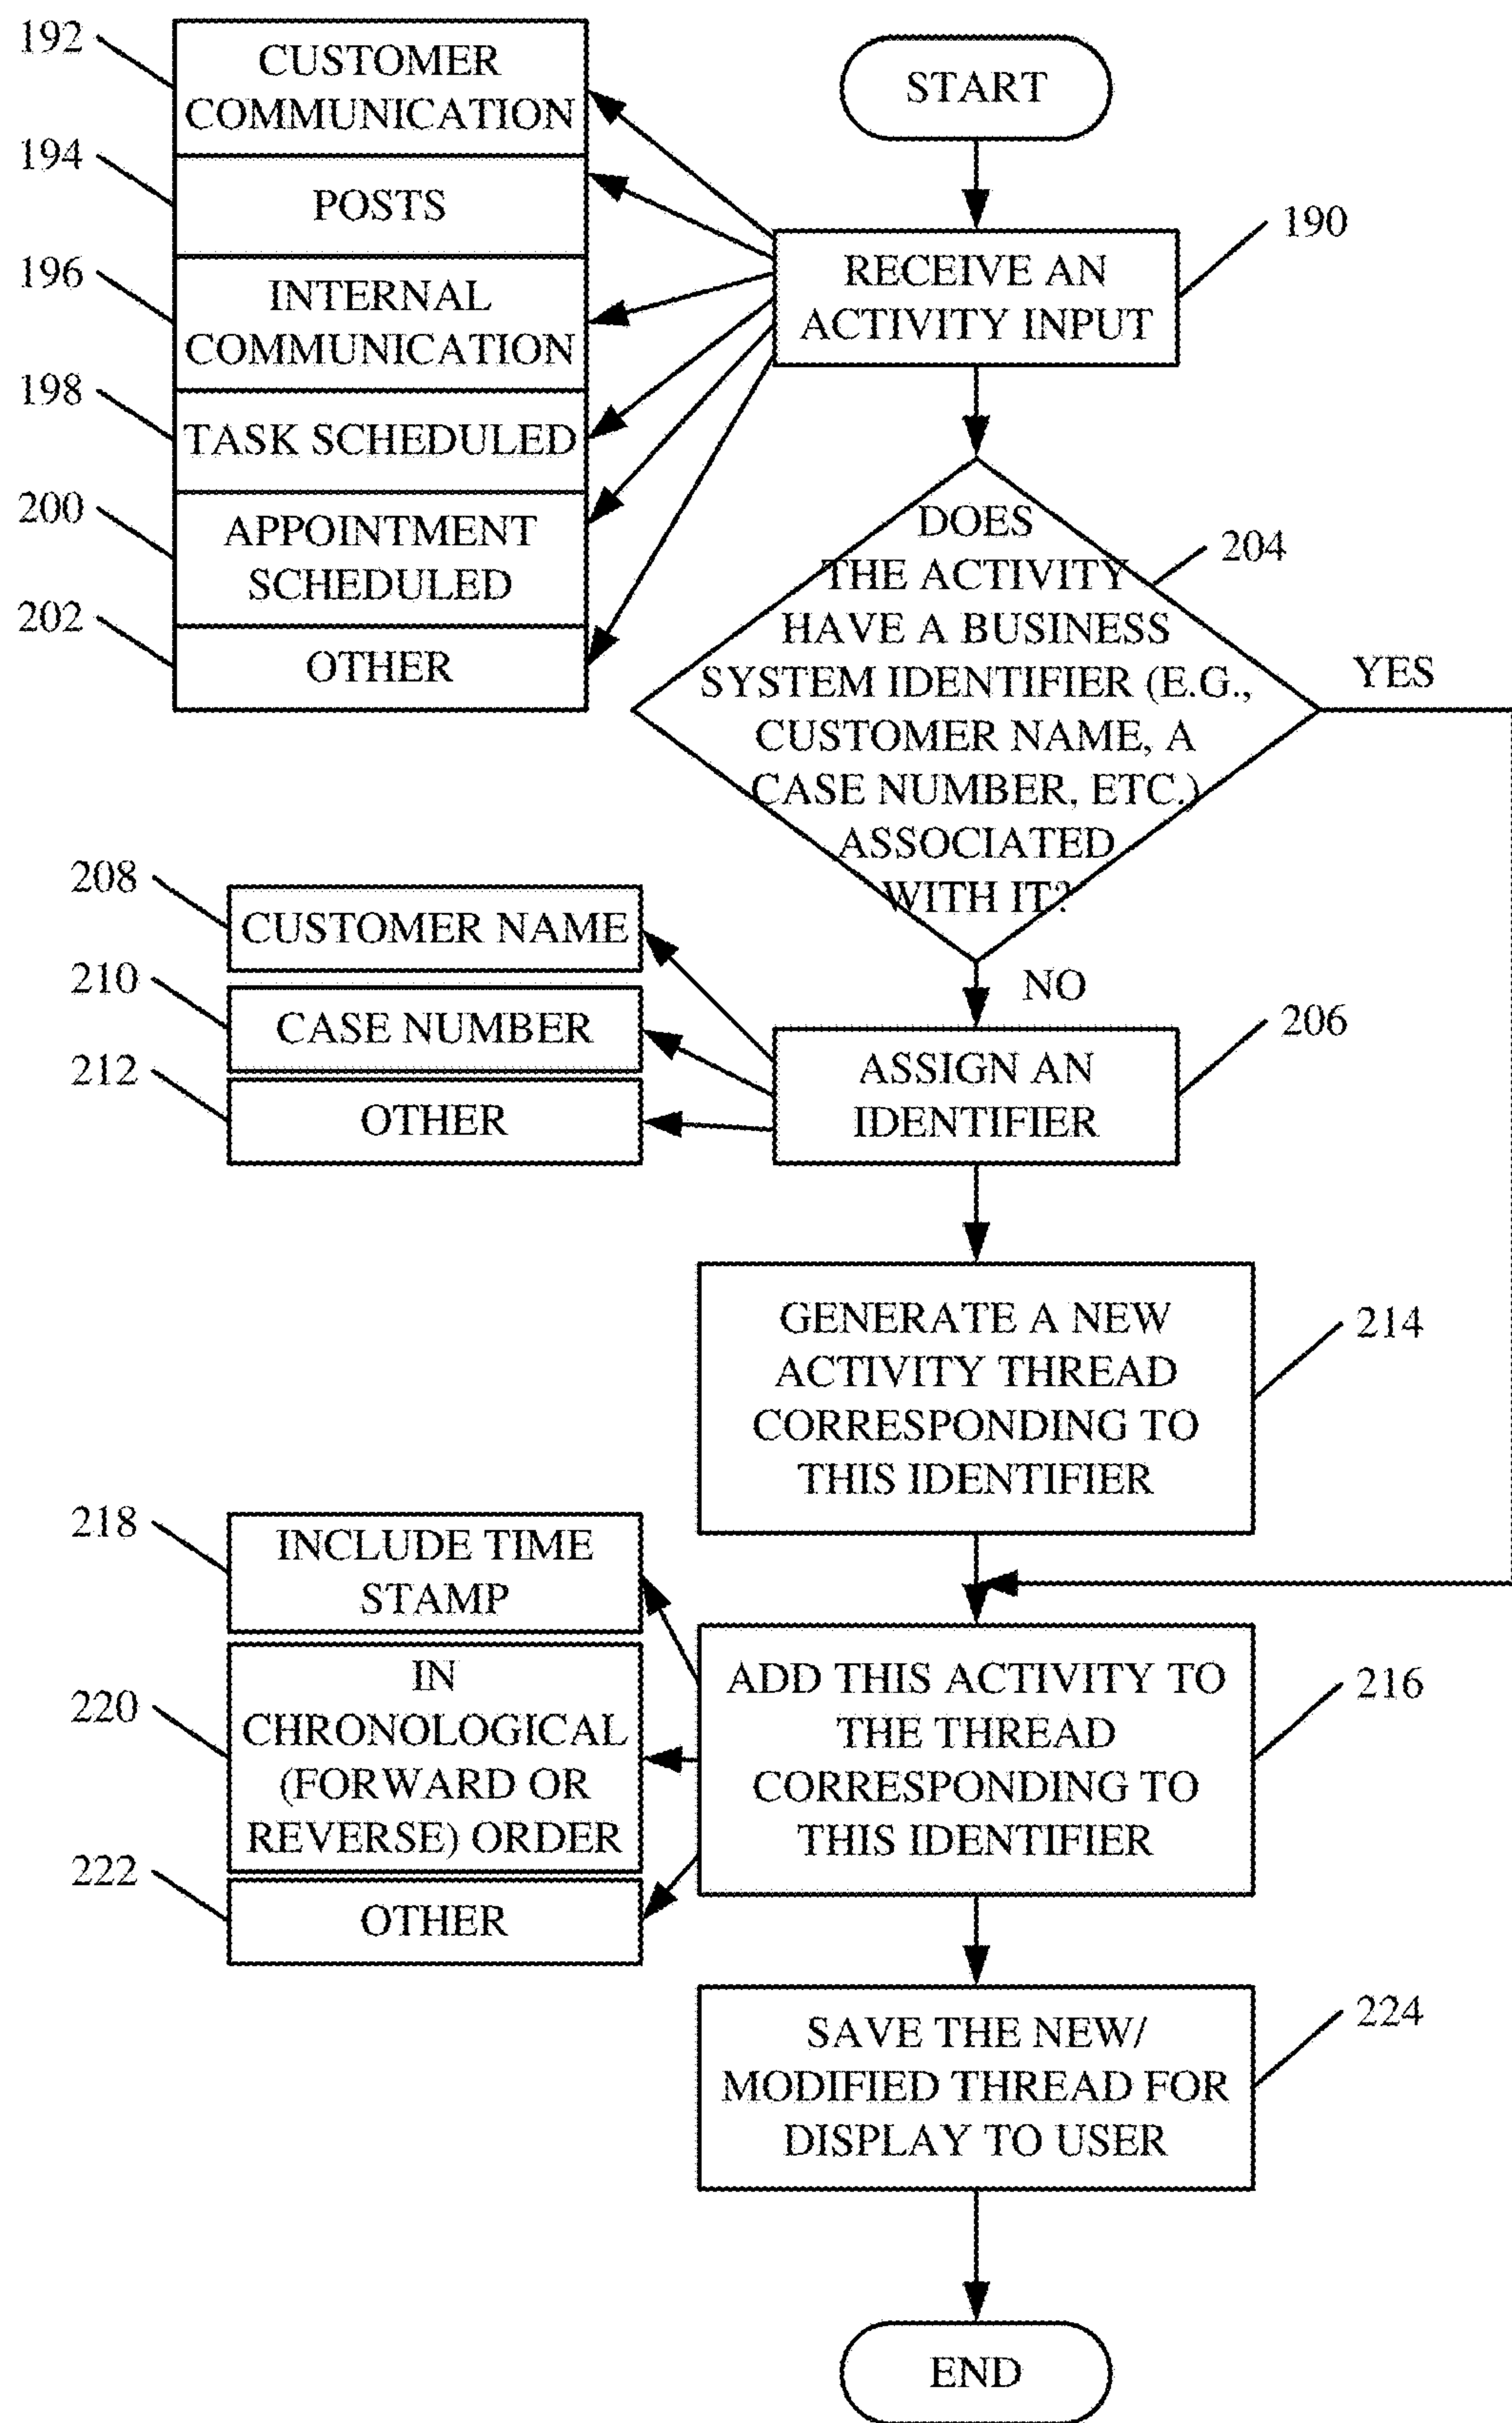 192
CUSTOMER
COMMUNICATION
START
194
POSTS
190
RECEIVE AN
ACTIVITY INPUT
196
INTERNAL
COMMUNICATION
198
TASK SCHEDULED
200
APPOINTMENT
SCHEDULED
202
OTHER
DOES
THE ACTIVITY
HAVE A BUSINESS
SYSTEM IDENTIFIER (E.G.,
CUSTOMER NAME, A
CASE NUMBER, ETC.)
ASSOCIATED
WITH IT?
204
YES
NO
208
CUSTOMER NAME
210
CASE NUMBER
212
OTHER
206
ASSIGN AN
IDENTIFIER
GENERATE A NEW
ACTIVITY THREAD
CORRESPONDING TO
THIS IDENTIFIER
214
218
INCLUDE TIME
STAMP
220
IN
CHRONOLOGICAL
(FORWARD OR
REVERSE) ORDER
222
OTHER
ADD THIS ACTIVITY TO
THE THREAD
CORRESPONDING TO
THIS IDENTIFIER
216
SAVE THE NEW/
MODIFIED THREAD FOR
DISPLAY TO USER
224
END